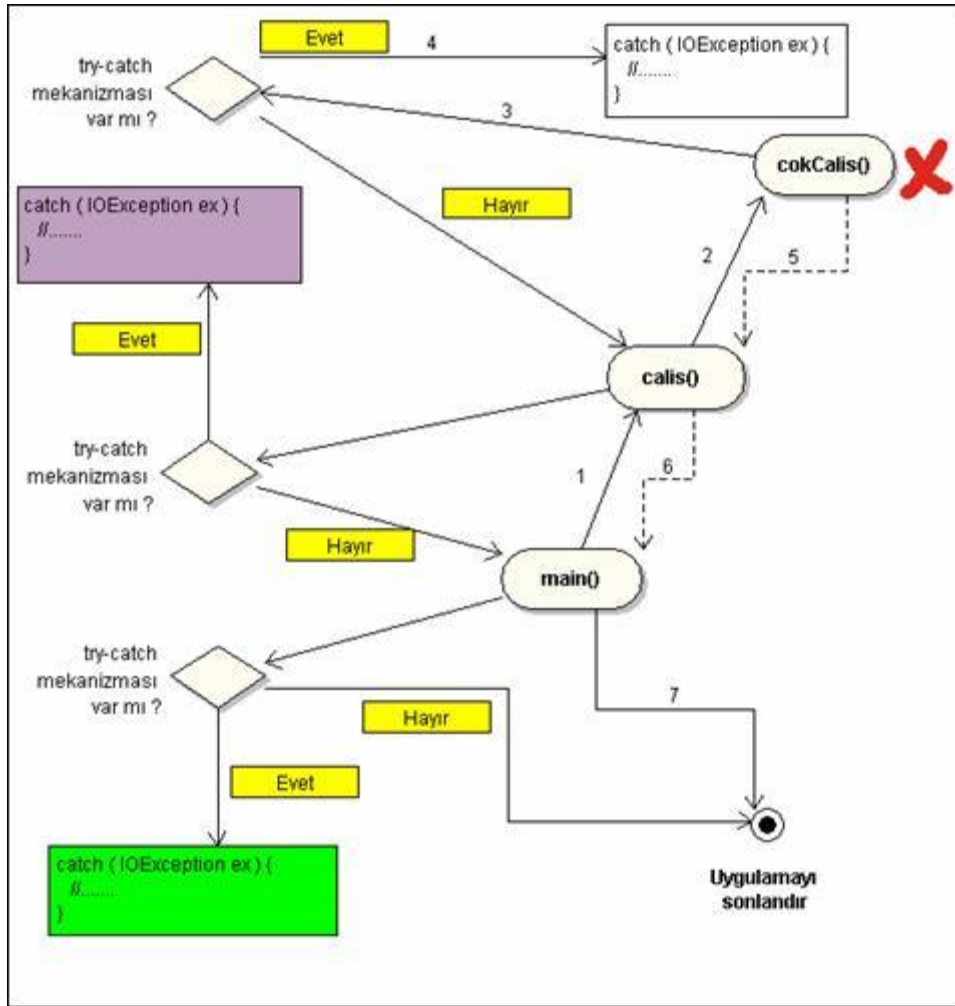 Evet
4
catch ( IOException ex ) {
//.......
}
try-catch
mekanizması
var mı ?
3
cokCalis()
Hayır
catch ( IOException ex ) {
//.......
}
2
5
Evet
calis()
try-catch
mekanizması
var mı ?
1
6
Hayır
main()
try-catch
mekanizması
var mı ?
7
Hayır
Evet
catch ( IOException ex ) {
//.......
}
Uygulamayı
sonlandır